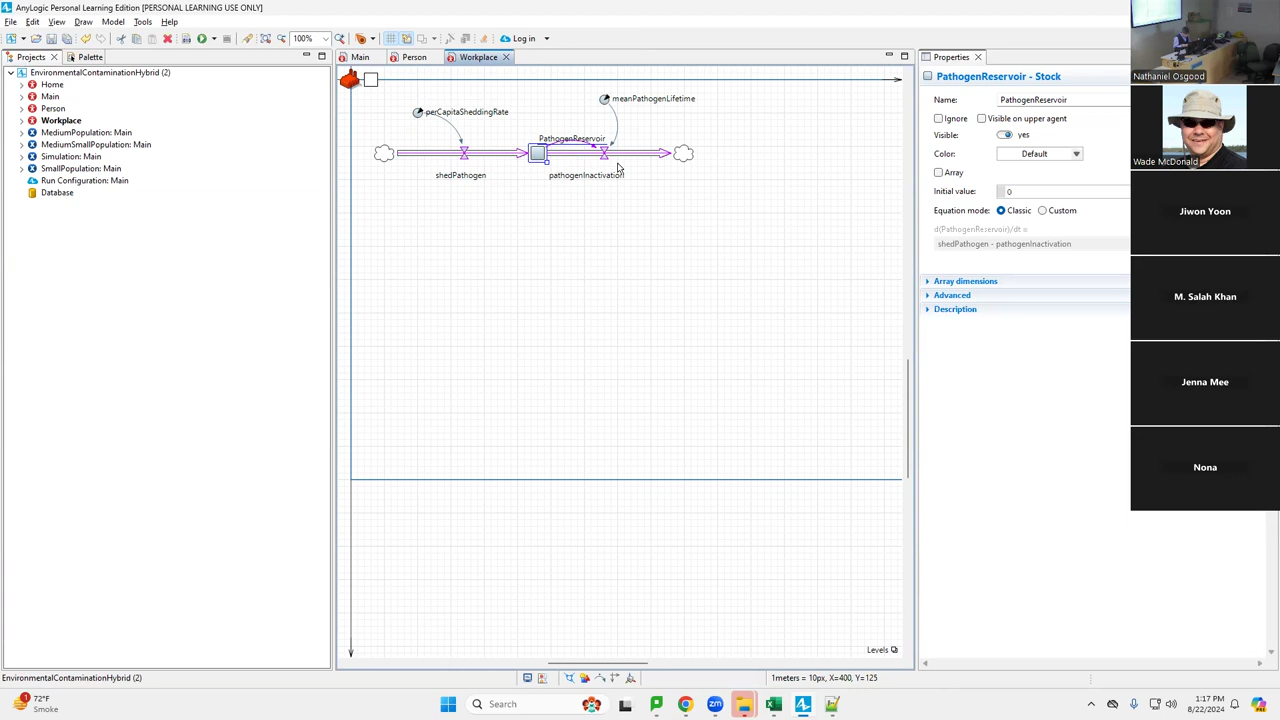 AnyLogic Personal Learning Edition [PERSONAL LEARNING USE ONLY]
File Edit View Draw Model Tools Help
100% Log in
Projects Palette
EnvironmentalContaminationHybrid (2)
Home
Main
Person
Workplace
MediumPopulation: Main
MediumSmallPopulation: Main
Simulation: Main
SmallPopulation: Main
Run Configuration: Main
Database
Main Person Workplace
perCapitaSheddingRate
meanPathogenLifetime
PathogenReservoir
shedPathogen
pathogenInactivation
Levels
Properties
PathogenReservoir - Stock
Name: PathogenReservoir
Ignore Visible on upper agent
Visible: yes
Color: Default
Array
Initial value: 0
Equation mode: Classic Custom
d(PathogenReservoir)/dt =
shedPathogen - pathogenInactivation
Array dimensions
Advanced
Description
Nathaniel Osgood
Wade McDonald
Jiwon Yoon
M. Salah Khan
Jenna Mee
Nona
EnvironmentalContaminationHybrid (2)
1meters = 10px, X=400, Y=125
1
72°F
Smoke
Search
1:17 PM
8/22/2024